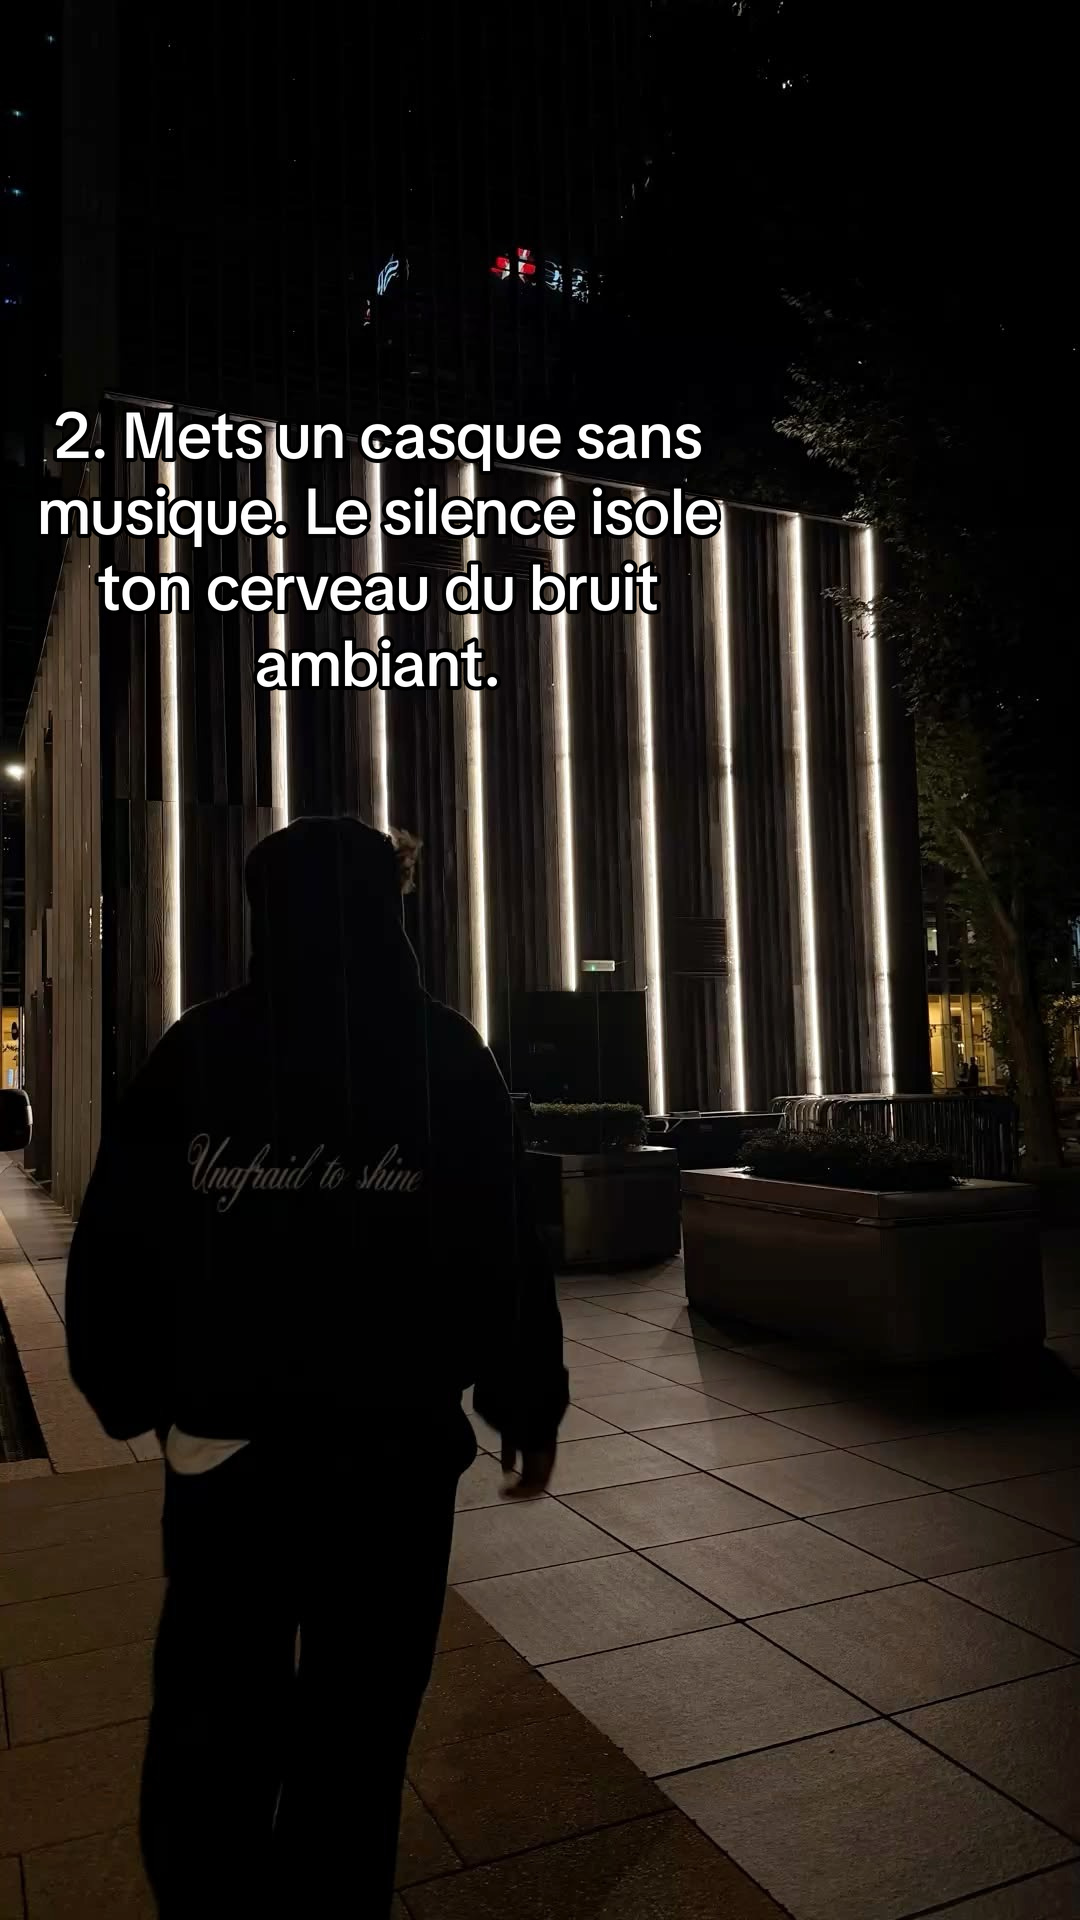 2. Mets un casque sans
musique. Le silence isole
ton cerveau du bruit
ambiant.
Unafraid to shine